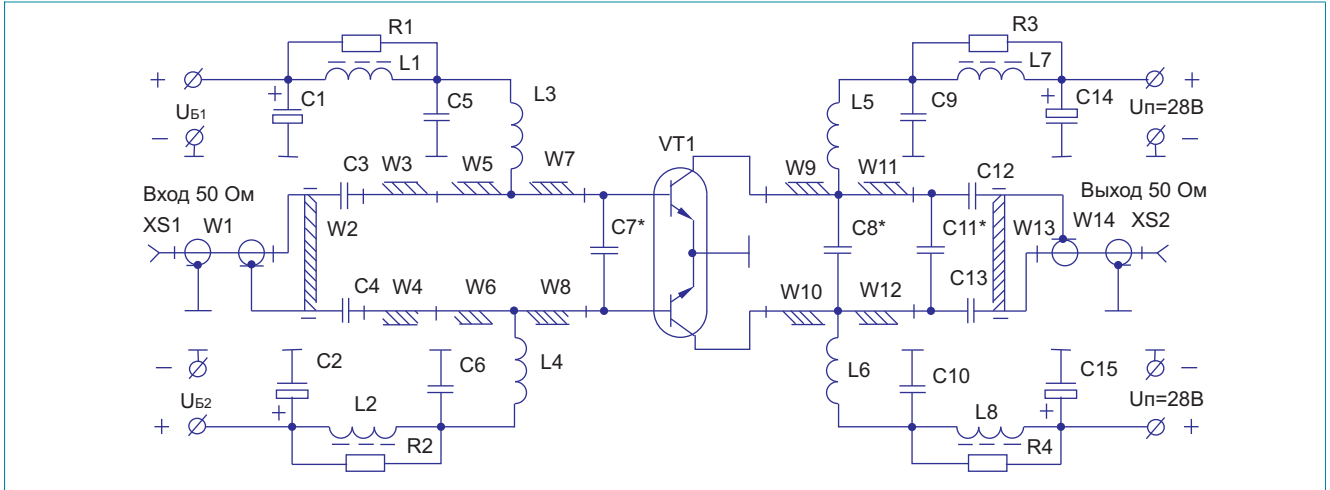 R1
R3
+ L1 L7 +
C1 C5 L3 L5 C9 C14
+ +
UБ1 Uп=28В
− VT1 −
C3 W3 W5 W7 W9 W11 C12
Вход 50 Ом Выход 50 Ом
XS1 W1 W2 C7* C8* C11* W13 W14 XS2
C4 W4 W6 W8 W10 W12 C13
− C2 C6 L4 L6 C10 C15 −
UБ2 L2 L8 Uп=28В
+ + + +
R2 R4